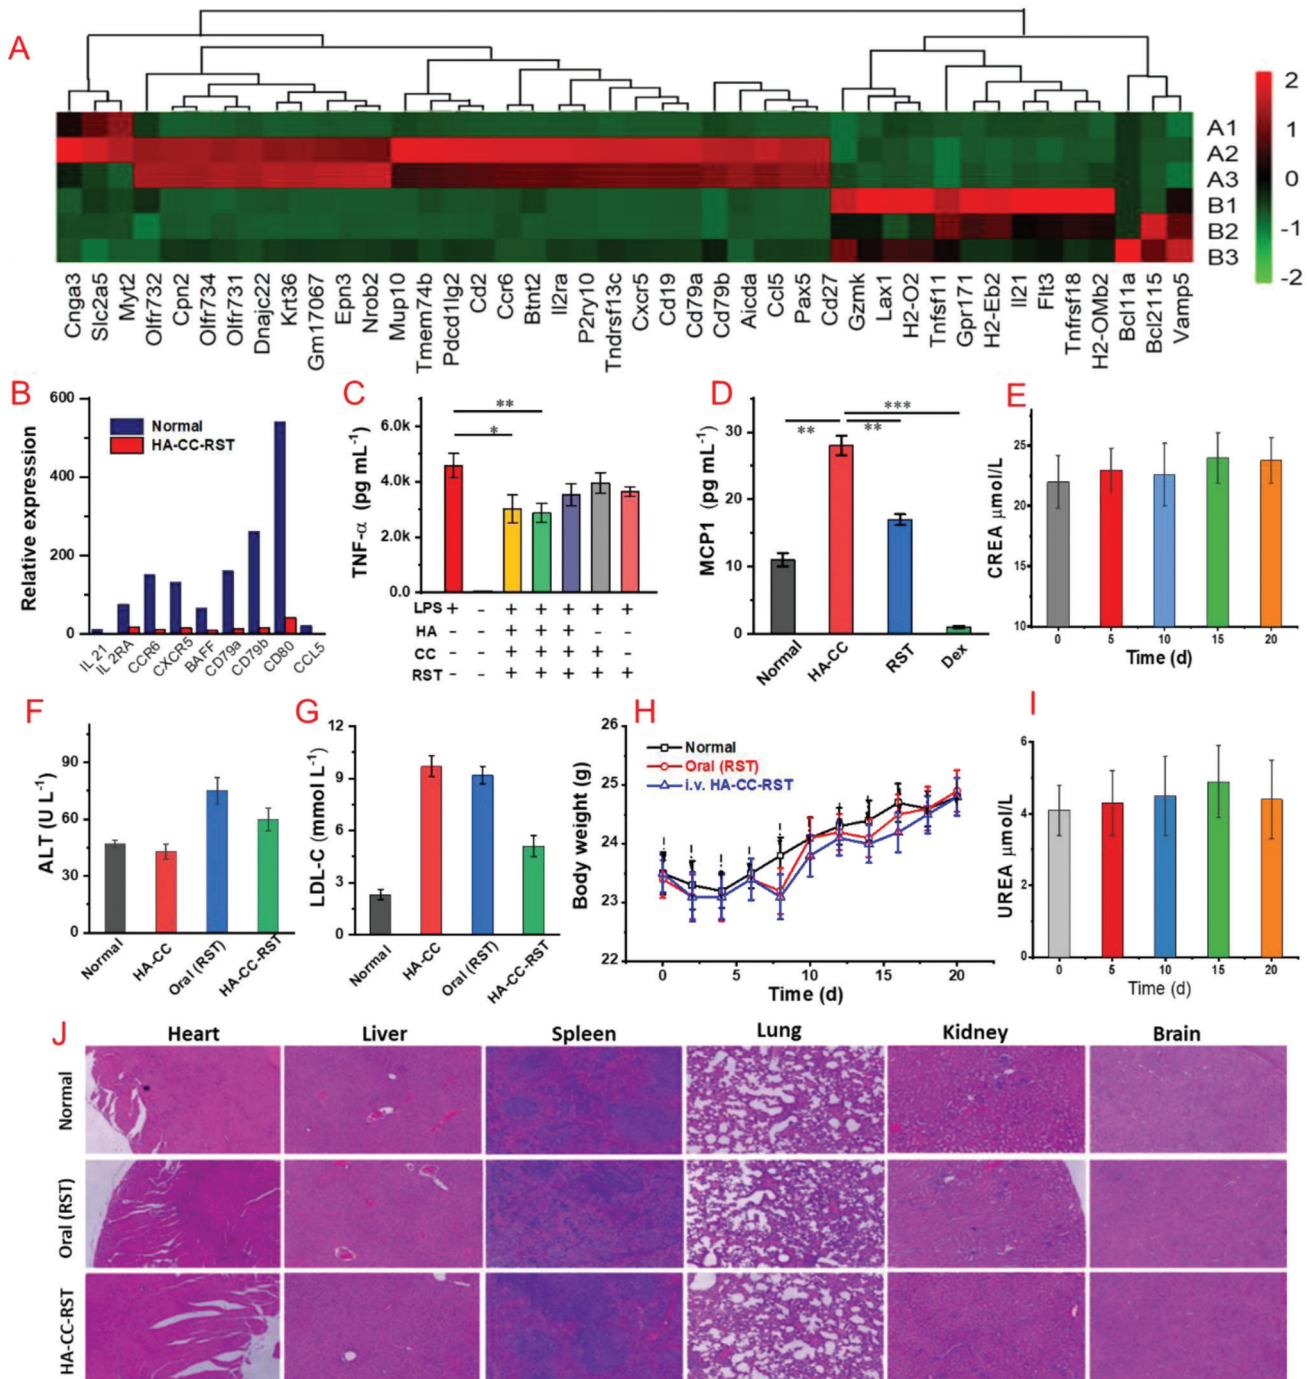 A
2
1
0
-1
-2
A1
A2
A3
B1
B2
B3
Cnga3
Slc2a5
Myt2
Olfr732
Cpn2
Olfr734
Olfr731
Dnajc22
Krt36
Gm171067
Epn3
Nrob2
Mup10
Tmem74b
Pdcd1lg2
Cd2
Ccr6
Btnt2
Il2ra
P2ry10
Tndrsf13c
Cxcr5
Cd19
Cd79a
Cd79b
Aicda
Ccl5
Pax5
Cd27
Gzmk
Lax1
H2-O2
Tnfsf11
Gpr171
H2-Eb2
Il21
Flt3
Tnfrsf18
H2-OMb2
Bcl11a
Bcl2115
Vamp5
B
Relative expression
600
400
200
0
Normal
HA-CC-RST
IL 21
IL 2RA
CCR6
CXCR5
BAFF
CD79a
CD79b
CD80
CCL5
C
TNF-α (pg mL⁻¹)
6.0k
4.0k
2.0k
0.0
**
*
LPS + - + + + + +
HA - - + + + - -
CC - - + + + + -
RST - - + + + + +
D
MCP1 (pg mL⁻¹)
30
20
10
0
** *** **
Normal
HA-CC
RST
Dex
E
CREA μmol/L
25
20
15
10
0 5 10 15 20
Time (d)
F
ALT (U L⁻¹)
90
60
30
0
Normal
HA-CC
Oral (RST)
HA-CC-RST
G
LDL-C (mmol L⁻¹)
12
9
6
3
0
Normal
HA-CC
Oral (RST)
HA-CC-RST
H
Body weight (g)
26
25
24
23
22
Normal
Oral (RST)
i.v. HA-CC-RST
0 5 10 15 20
Time (d)
I
UREA μmol/L
6
4
2
0
0 5 10 15 20
Time (d)
J
Heart Liver Spleen Lung Kidney Brain
Normal
Oral (RST)
HA-CC-RST